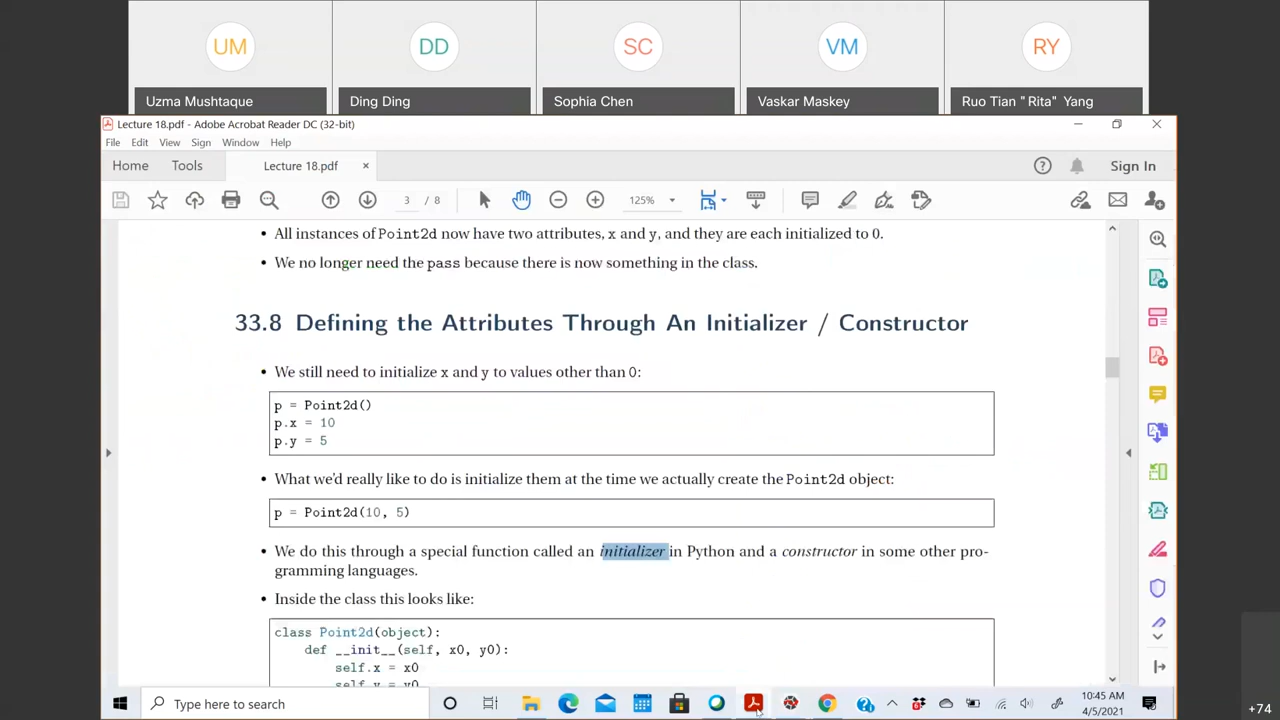 UM
DD
SC
VM
RY
Uzma Mushtaque
Ding Ding
Sophia Chen
Vaskar Maskey
Ruo Tian "Rita" Yang
Lecture 18.pdf - Adobe Acrobat Reader DC (32-bit)
File Edit View Sign Window Help
Home Tools Lecture 18.pdf × Sign In
3 / 8 125%
• All instances of Point2d now have two attributes, x and y, and they are each initialized to 0.
• We no longer need the pass because there is now something in the class.
33.8 Defining the Attributes Through An Initializer / Constructor
• We still need to initialize x and y to values other than 0:
p = Point2d()
p.x = 10
p.y = 5
• What we'd really like to do is initialize them at the time we actually create the Point2d object:
p = Point2d(10, 5)
• We do this through a special function called an initializer in Python and a constructor in some other pro-
gramming languages.
• Inside the class this looks like:
class Point2d(object):
def __init__(self, x0, y0):
self.x = x0
self.y = y0
Type here to search
10:45 AM
4/5/2021
+74